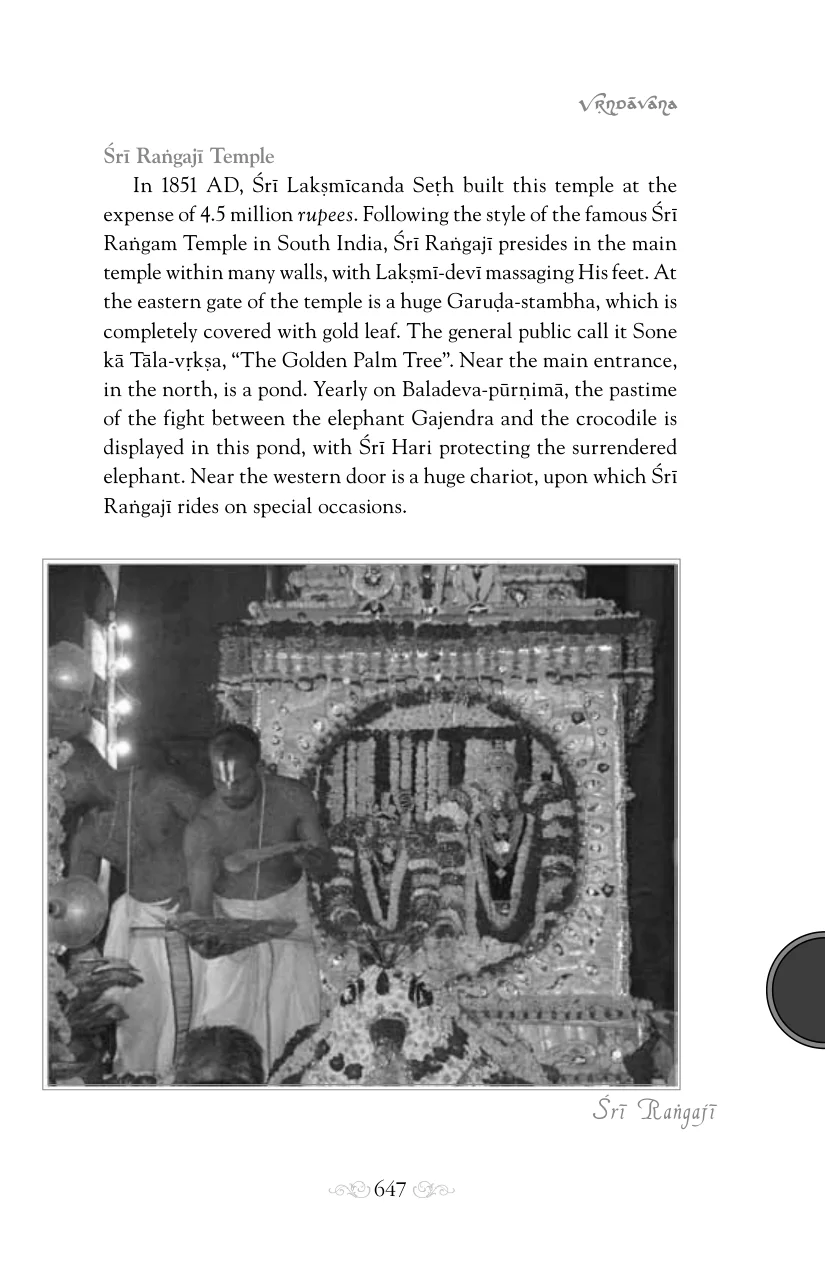 Vṛndāvana
Śrī Raṅgajī Temple
In 1851 AD, Śrī Lakṣmīcanda Seṭh built this temple at the
expense of 4.5 million rupees. Following the style of the famous Śrī
Raṅgam Temple in South India, Śrī Raṅgajī presides in the main
temple within many walls, with Lakṣmī-devī massaging His feet. At
the eastern gate of the temple is a huge Garuḍa-stambha, which is
completely covered with gold leaf. The general public call it Sone
kā Tāla-vṛkṣa, “The Golden Palm Tree”. Near the main entrance,
in the north, is a pond. Yearly on Baladeva-pūrṇimā, the pastime
of the fight between the elephant Gajendra and the crocodile is
displayed in this pond, with Śrī Hari protecting the surrendered
elephant. Near the western door is a huge chariot, upon which Śrī
Raṅgajī rides on special occasions.
Śrī Raṅgajī
647